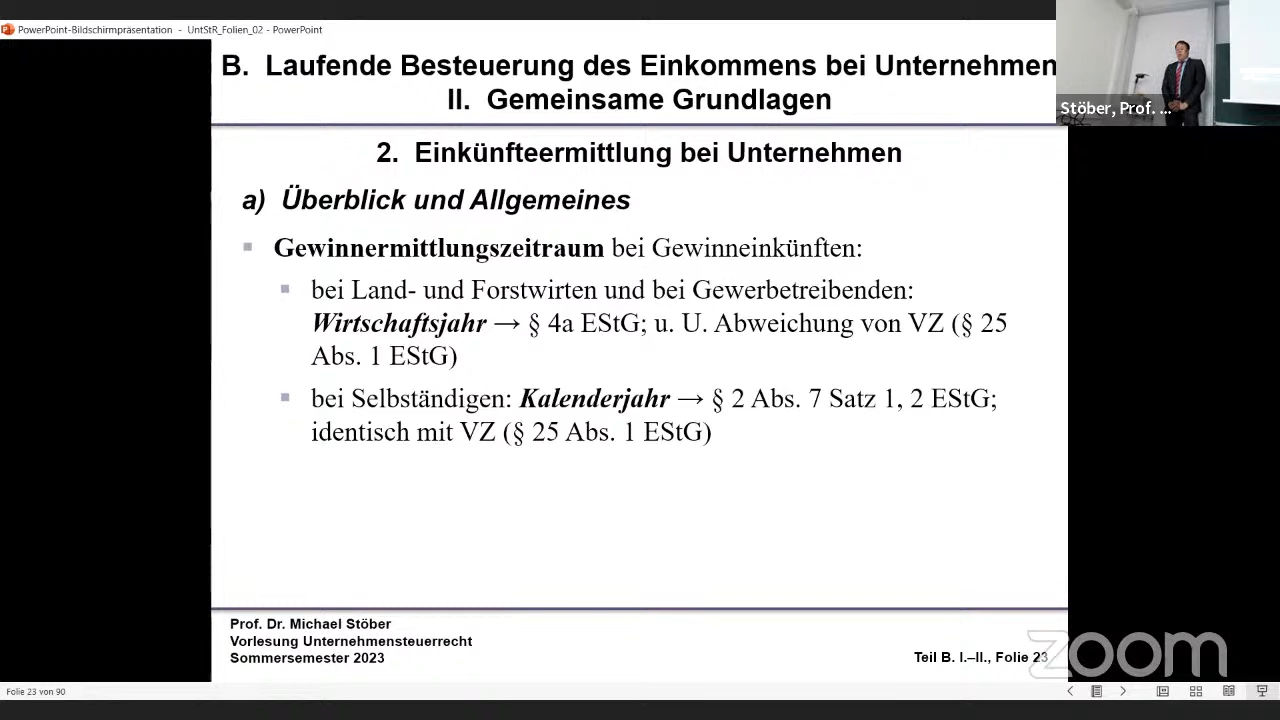 PowerPoint-Bildschirmpräsentation - UntStR_Folien_02 - PowerPoint
B. Laufende Besteuerung des Einkommens bei Unternehmen
II. Gemeinsame Grundlagen
Stöber, Prof. ...
2. Einkünfteermittlung bei Unternehmen
a) Überblick und Allgemeines
Gewinnermittlungszeitraum bei Gewinneinkünften:
bei Land- und Forstwirten und bei Gewerbetreibenden:
Wirtschaftsjahr → § 4a EStG; u. U. Abweichung von VZ (§ 25
Abs. 1 EStG)
bei Selbständigen: Kalenderjahr → § 2 Abs. 7 Satz 1, 2 EStG;
identisch mit VZ (§ 25 Abs. 1 EStG)
Prof. Dr. Michael Stöber
Vorlesung Unternehmensteuerrecht
Sommersemester 2023
Teil B. I.–II., Folie 23
zoom
Folie 23 von 90